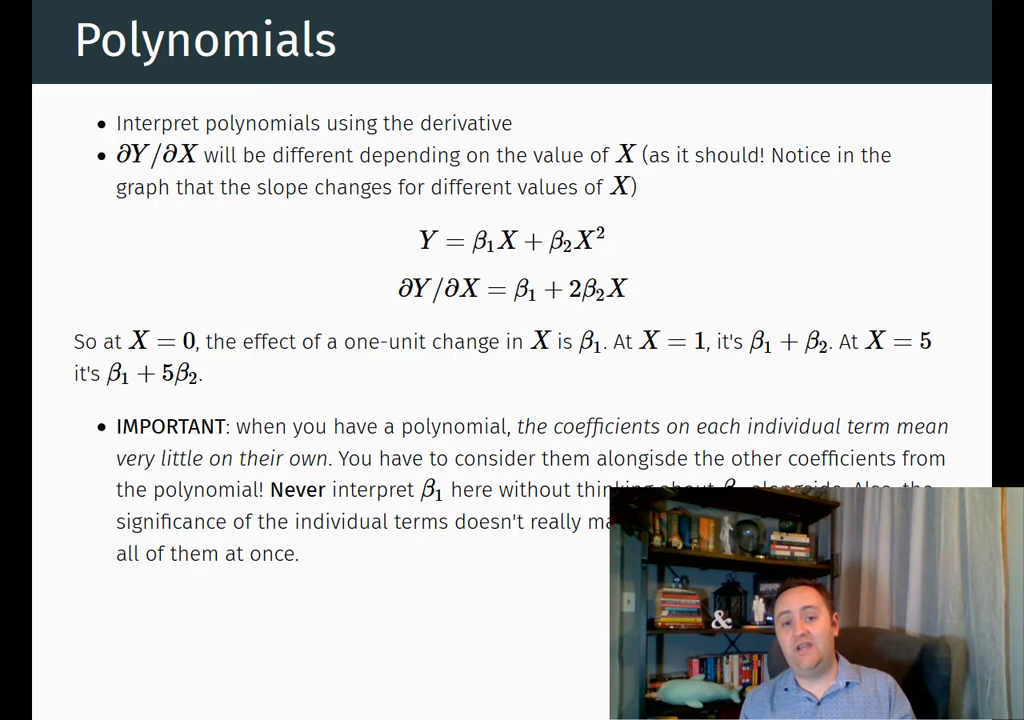 Polynomials
• Interpret polynomials using the derivative
• ∂Y/∂X will be different depending on the value of X (as it should! Notice in the
graph that the slope changes for different values of X)
Y = β₁X + β₂X²
∂Y/∂X = β₁ + 2β₂X
So at X = 0, the effect of a one-unit change in X is β₁. At X = 1, it's β₁ + β₂. At X = 5
it's β₁ + 5β₂.
• IMPORTANT: when you have a polynomial, the coefficients on each individual term mean
very little on their own. You have to consider them alongisde the other coefficients from
the polynomial! Never interpret β₁ here without thinking about β alongside. Also, the
significance of the individual terms doesn't really
all of them at once.
&